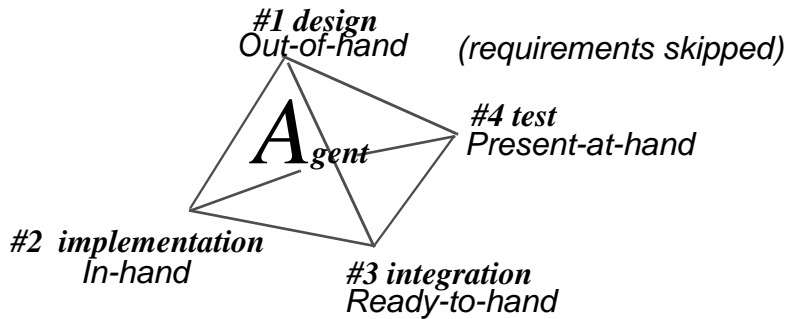 #1 design
Out-of-hand
(requirements skipped)
Agent
#4 test
Present-at-hand
#2 implementation
In-hand
#3 integration
Ready-to-hand